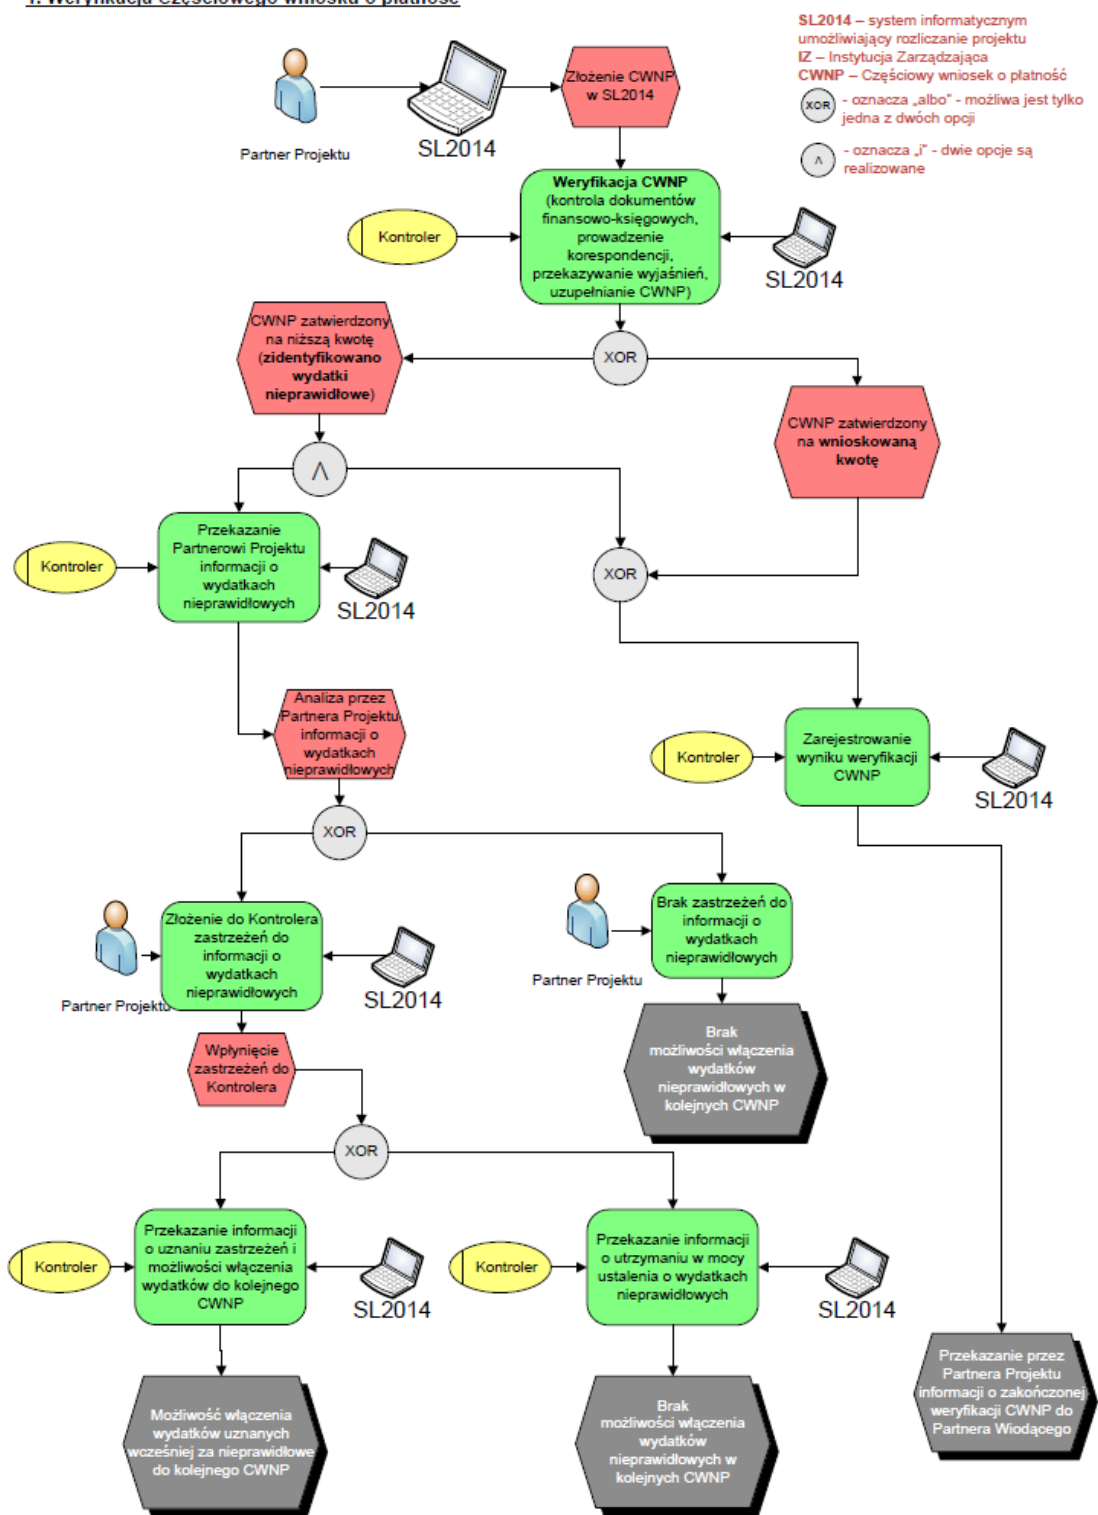 1. Weryfikacja Częściowego wniosku o płatność
SL2014 – system informatycznym
umożliwiający rozliczanie projektu
IZ – Instytucja Zarządzająca
CWNP – Częściowy wniosek o płatność
XOR
- oznacza „albo" - możliwa jest tylko
jedna z dwóch opcji
Λ
- oznacza „i" - dwie opcje są
realizowane
Partner Projektu
SL2014
Złożenie CWNP
w SL2014
Weryfikacja CWNP
(kontrola dokumentów
finansowo-księgowych,
prowadzenie
korespondencji,
przekazywanie wyjaśnień,
uzupełnianie CWNP)
Kontroler
SL2014
XOR
CWNP zatwierdzony
na niższą kwotę
(zidentyfikowano
wydatki
nieprawidłowe)
CWNP zatwierdzony
na wnioskowaną
kwotę
Λ
Przekazanie
Partnerowi Projektu
informacji o
wydatkach
nieprawidłowych
Kontroler
SL2014
XOR
Analiza przez
Partnera Projektu
informacji o
wydatkach
nieprawidłowych
Kontroler
Zarejestrowanie
wyniku weryfikacji
CWNP
SL2014
XOR
Partner Projektu
Złożenie do Kontrolera
zastrzeżeń do
informacji o
wydatkach
nieprawidłowych
SL2014
Partner Projektu
Brak zastrzeżeń do
informacji o
wydatkach
nieprawidłowych
Brak
możliwości włączenia
wydatków
nieprawidłowych w
kolejnych CWNP
Wpłynięcie
zastrzeżeń do
Kontrolera
XOR
Kontroler
Przekazanie informacji
o uznaniu zastrzeżeń i
możliwości włączenia
wydatków do kolejnego
CWNP
SL2014
Kontroler
Przekazanie informacji
o utrzymaniu w mocy
ustalenia o wydatkach
nieprawidłowych
SL2014
Przekazanie przez
Partnera Projektu
informacji o zakończonej
weryfikacji CWNP do
Partnera Wiodącego
Możliwość włączenia
wydatków uznanych
wcześniej za nieprawidłowe
do kolejnego CWNP
Brak
możliwości włączenia
wydatków
nieprawidłowych w
kolejnych CWNP